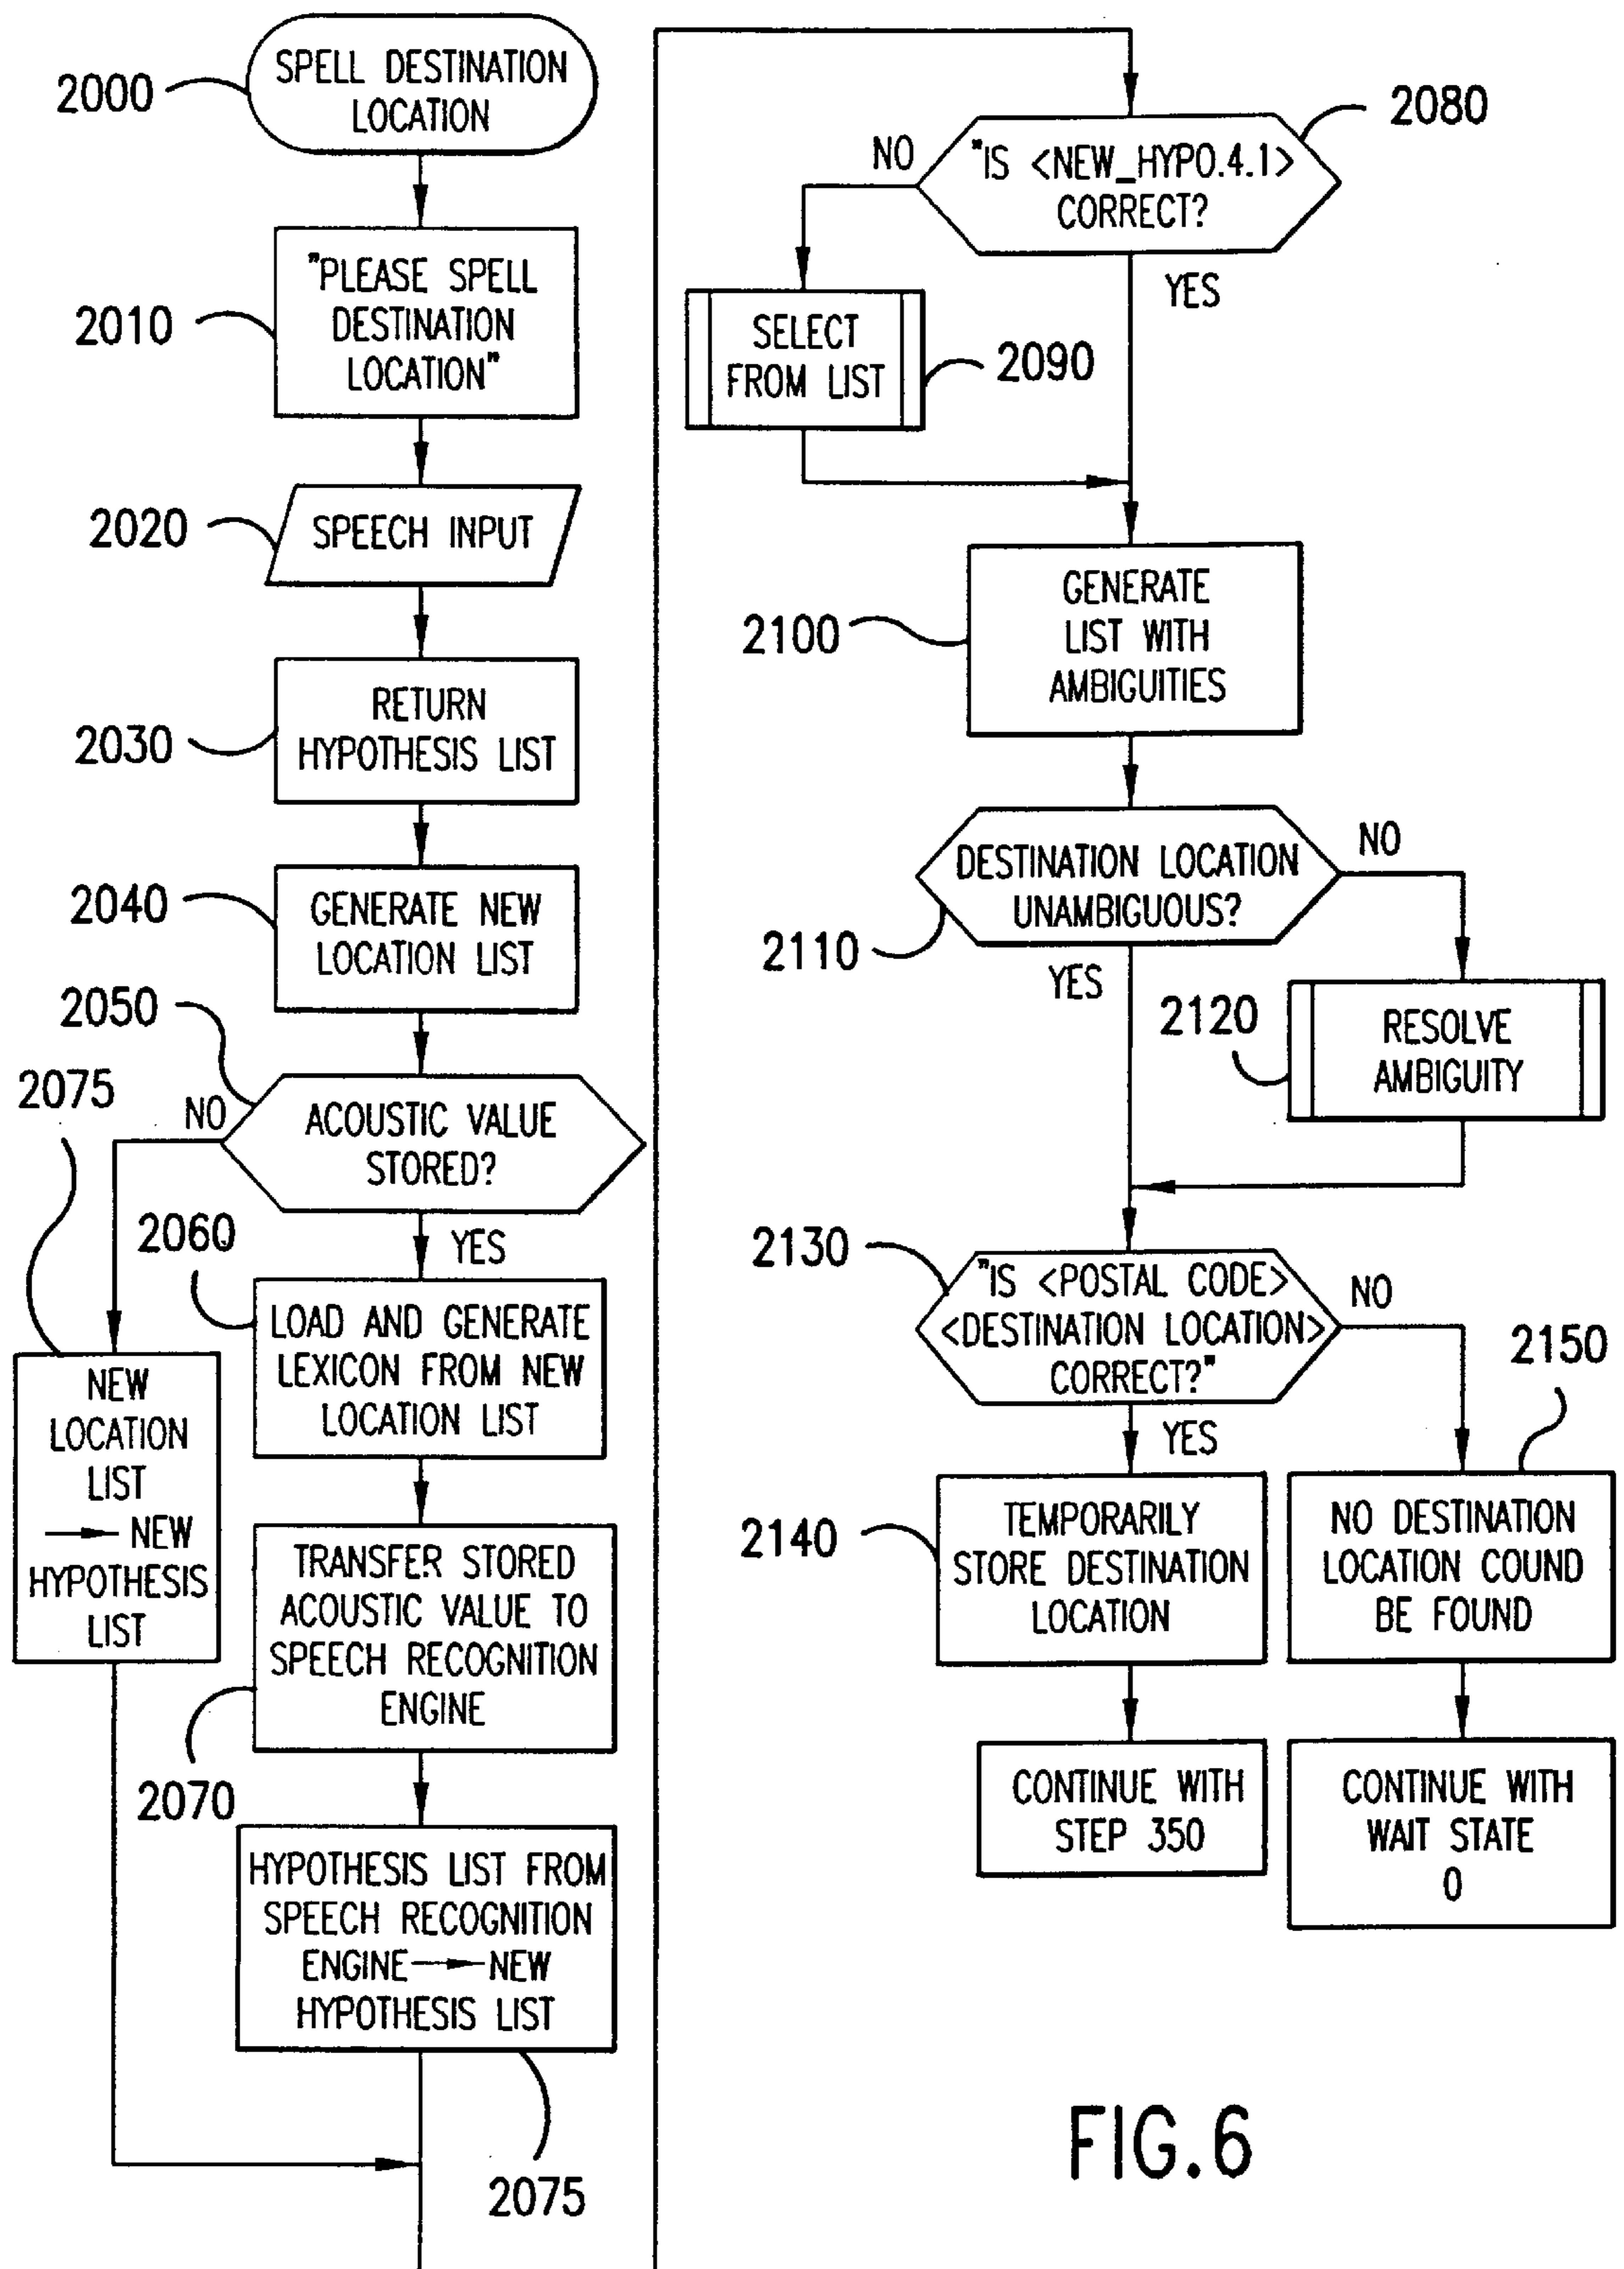 2000
SPELL DESTINATION
LOCATION
2010
"PLEASE SPELL
DESTINATION
LOCATION"
2020
SPEECH INPUT
2030
RETURN
HYPOTHESIS LIST
2040
GENERATE NEW
LOCATION LIST
2050
ACOUSTIC VALUE
STORED?
NO
YES
2075
NEW
LOCATION
LIST
→ NEW
HYPOTHESIS
LIST
2060
LOAD AND GENERATE
LEXICON FROM NEW
LOCATION LIST
2070
TRANSFER STORED
ACOUSTIC VALUE TO
SPEECH RECOGNITION
ENGINE
HYPOTHESIS LIST FROM
SPEECH RECOGNITION
ENGINE → NEW
HYPOTHESIS LIST
2075
2080
"IS <NEW_HYPO.4.1>
CORRECT?
NO
YES
SELECT
FROM LIST
2090
2100
GENERATE
LIST WITH
AMBIGUITIES
2110
DESTINATION LOCATION
UNAMBIGUOUS?
NO
YES
2120
RESOLVE
AMBIGUITY
2130
"IS <POSTAL CODE>
<DESTINATION LOCATION>
CORRECT?"
NO
YES
2140
TEMPORARILY
STORE DESTINATION
LOCATION
2150
NO DESTINATION
LOCATION COUND
BE FOUND
CONTINUE WITH
STEP 350
CONTINUE WITH
WAIT STATE
0
FIG.6